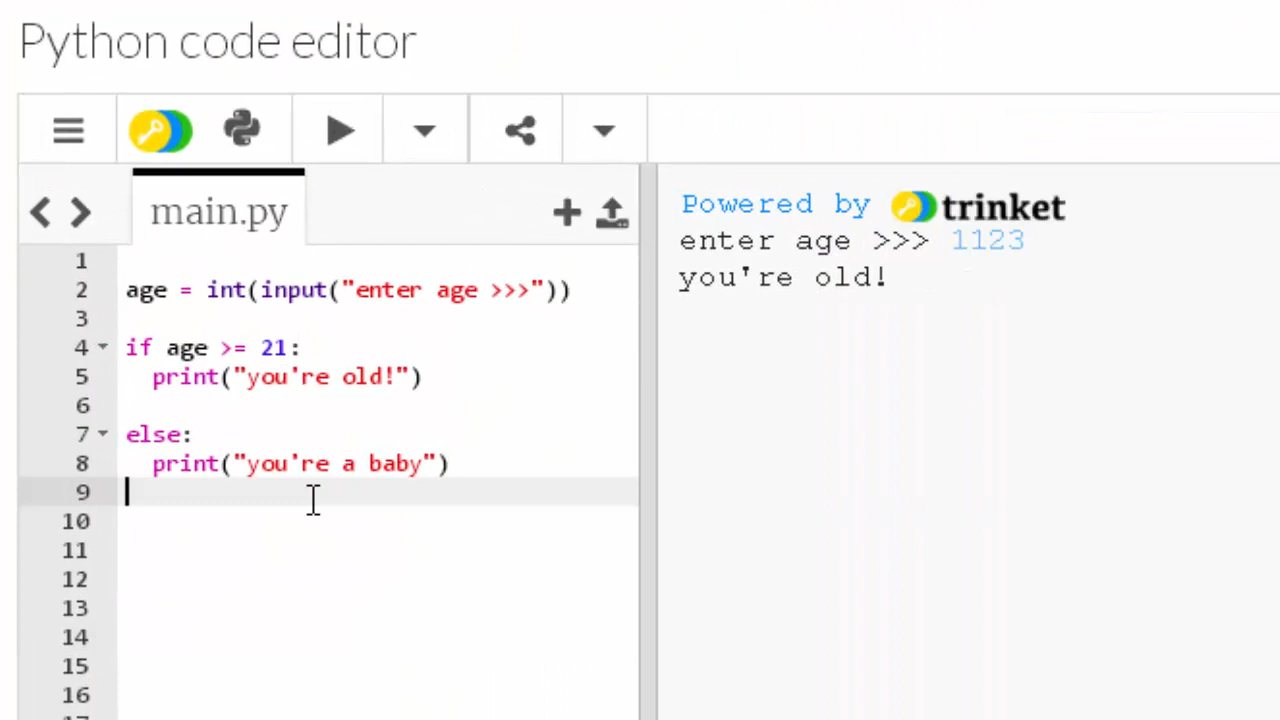 Python code editor
main.py
1
2 age = int(input("enter age >>>"))
3
4 if age >= 21:
5   print("you're old!")
6
7 else:
8   print("you're a baby")
9
10
11
12
13
14
15
16
Powered by trinket
enter age >>> 1123
you're old!